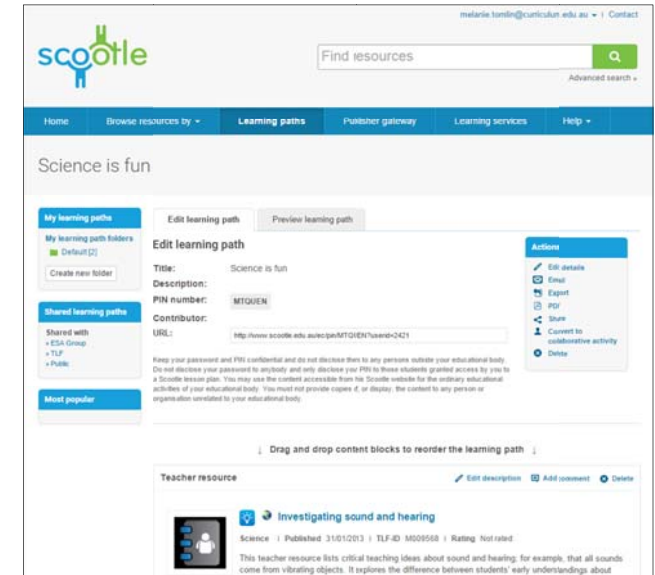 melanie.tomlin@curriculum.edu.au | Contact
scootle
Find resources
Advanced search »
Home Browse resources by Learning paths Publisher gateway Learning services Help
Science is fun
My learning paths
My learning path folders
Default [2]
Create new folder
Shared learning paths
Shared with
» ESA Group
» TLF
» Public
Most popular
Edit learning path Preview learning path
Edit learning path
Title: Science is fun
Description:
PIN number: MTQUEN
Contributor:
URL: http://www.scootle.edu.au/ec/pin/MTQUEN?userid=2421
Actions
Edit details
Email
Export
PDF
Share
Convert to
collaborative activity
Delete
Keep your password and PIN confidential and do not disclose them to any persons outside your educational body.
Do not disclose your password to anybody and only disclose your PIN to those students granted access by you to
a Scootle lesson plan. You may use the content accessible from his Scootle website for the ordinary educational
activities of your educational body. You must not provide copies of, or display, the content to any person or
organisation unrelated to your educational body.
↓ Drag and drop content blocks to reorder the learning path ↓
Teacher resource Edit description Add comment Delete
Investigating sound and hearing
Science | Published 31/01/2013 | TLF-ID M009568 | Rating Not rated
This teacher resource lists critical teaching ideas about sound and hearing; for example, that all sounds
come from vibrating objects. It explores the difference between students' early understandings about